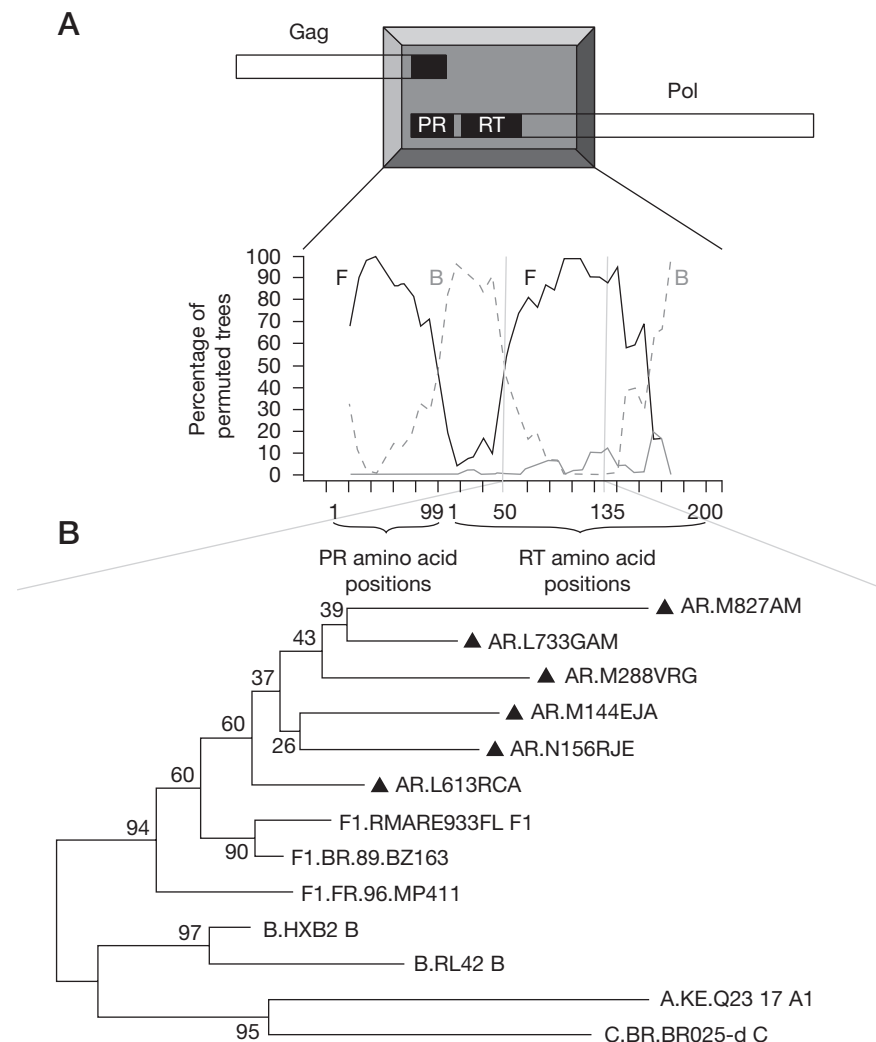 A
Gag
Pol
PR RT
100
90
80
70
60
50
40
30
20
10
0
Percentage of
permuted trees
F B F B
1 99 1 50 135 200
PR amino acid
positions
RT amino acid
positions
B
39 AR.M827AM
43 AR.L733GAM
37 AR.M288VRG
60 AR.M144EJA
26 AR.N156RJE
60 AR.L613RCA
94 F1.RMARE933FL F1
90 F1.BR.89.BZ163
F1.FR.96.MP411
97 B.HXB2 B
B.RL42 B
A.KE.Q23 17 A1
95 C.BR.BR025-d C